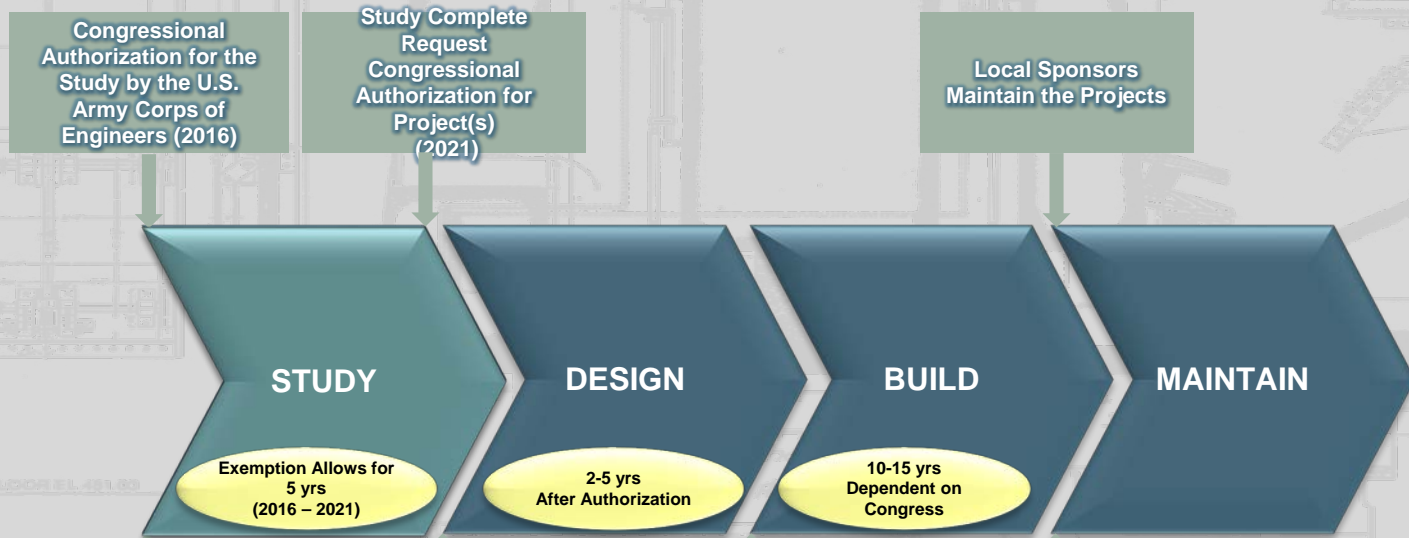 Congressional
Authorization for the
Study by the U.S.
Army Corps of
Engineers (2016)
Study Complete
Request
Congressional
Authorization for
Project(s)
(2021)
Local Sponsors
Maintain the Projects
STUDY
DESIGN
BUILD
MAINTAIN
Exemption Allows for
5 yrs
(2016 – 2021)
2-5 yrs
After Authorization
10-15 yrs
Dependent on
Congress